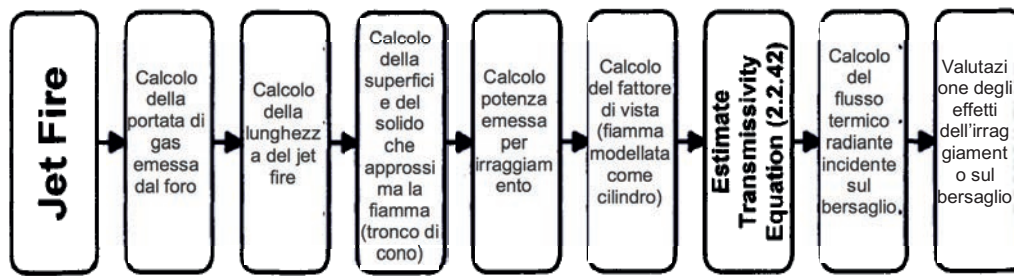 Jet Fire
Calcolo
della
portata di
gas
emessa
dal foro
Calcolo
della
lunghezz
a del jet
fire
Calcolo
della
superfici
e del
solido
che
approssi
ma la
fiamma
(tronco di
cono)
Calcolo
potenza
emessa
per
irraggiam
ento
Calcolo
del fattore
di vista
(fiamma
modellata
come
cilindro)
Estimate
Transmissivity
Equation (2.2.42)
Calcolo
del
flusso
termico
radiante
incidente
sul
bersaglio
Valutazi
one degli
effetti
dell'irrag
giament
o sul
bersaglio